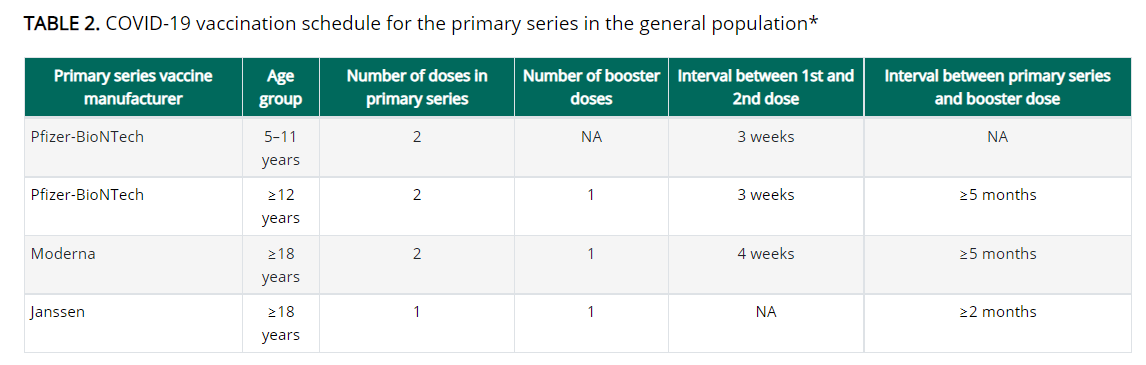 TABLE 2. COVID-19 vaccination schedule for the primary series in the general population*
Primary series vaccine manufacturer | Age group | Number of doses in primary series | Number of booster doses | Interval between 1st and 2nd dose | Interval between primary series and booster dose
Pfizer-BioNTech | 5–11 years | 2 | NA | 3 weeks | NA
Pfizer-BioNTech | ≥12 years | 2 | 1 | 3 weeks | ≥5 months
Moderna | ≥18 years | 2 | 1 | 4 weeks | ≥5 months
Janssen | ≥18 years | 1 | 1 | NA | ≥2 months